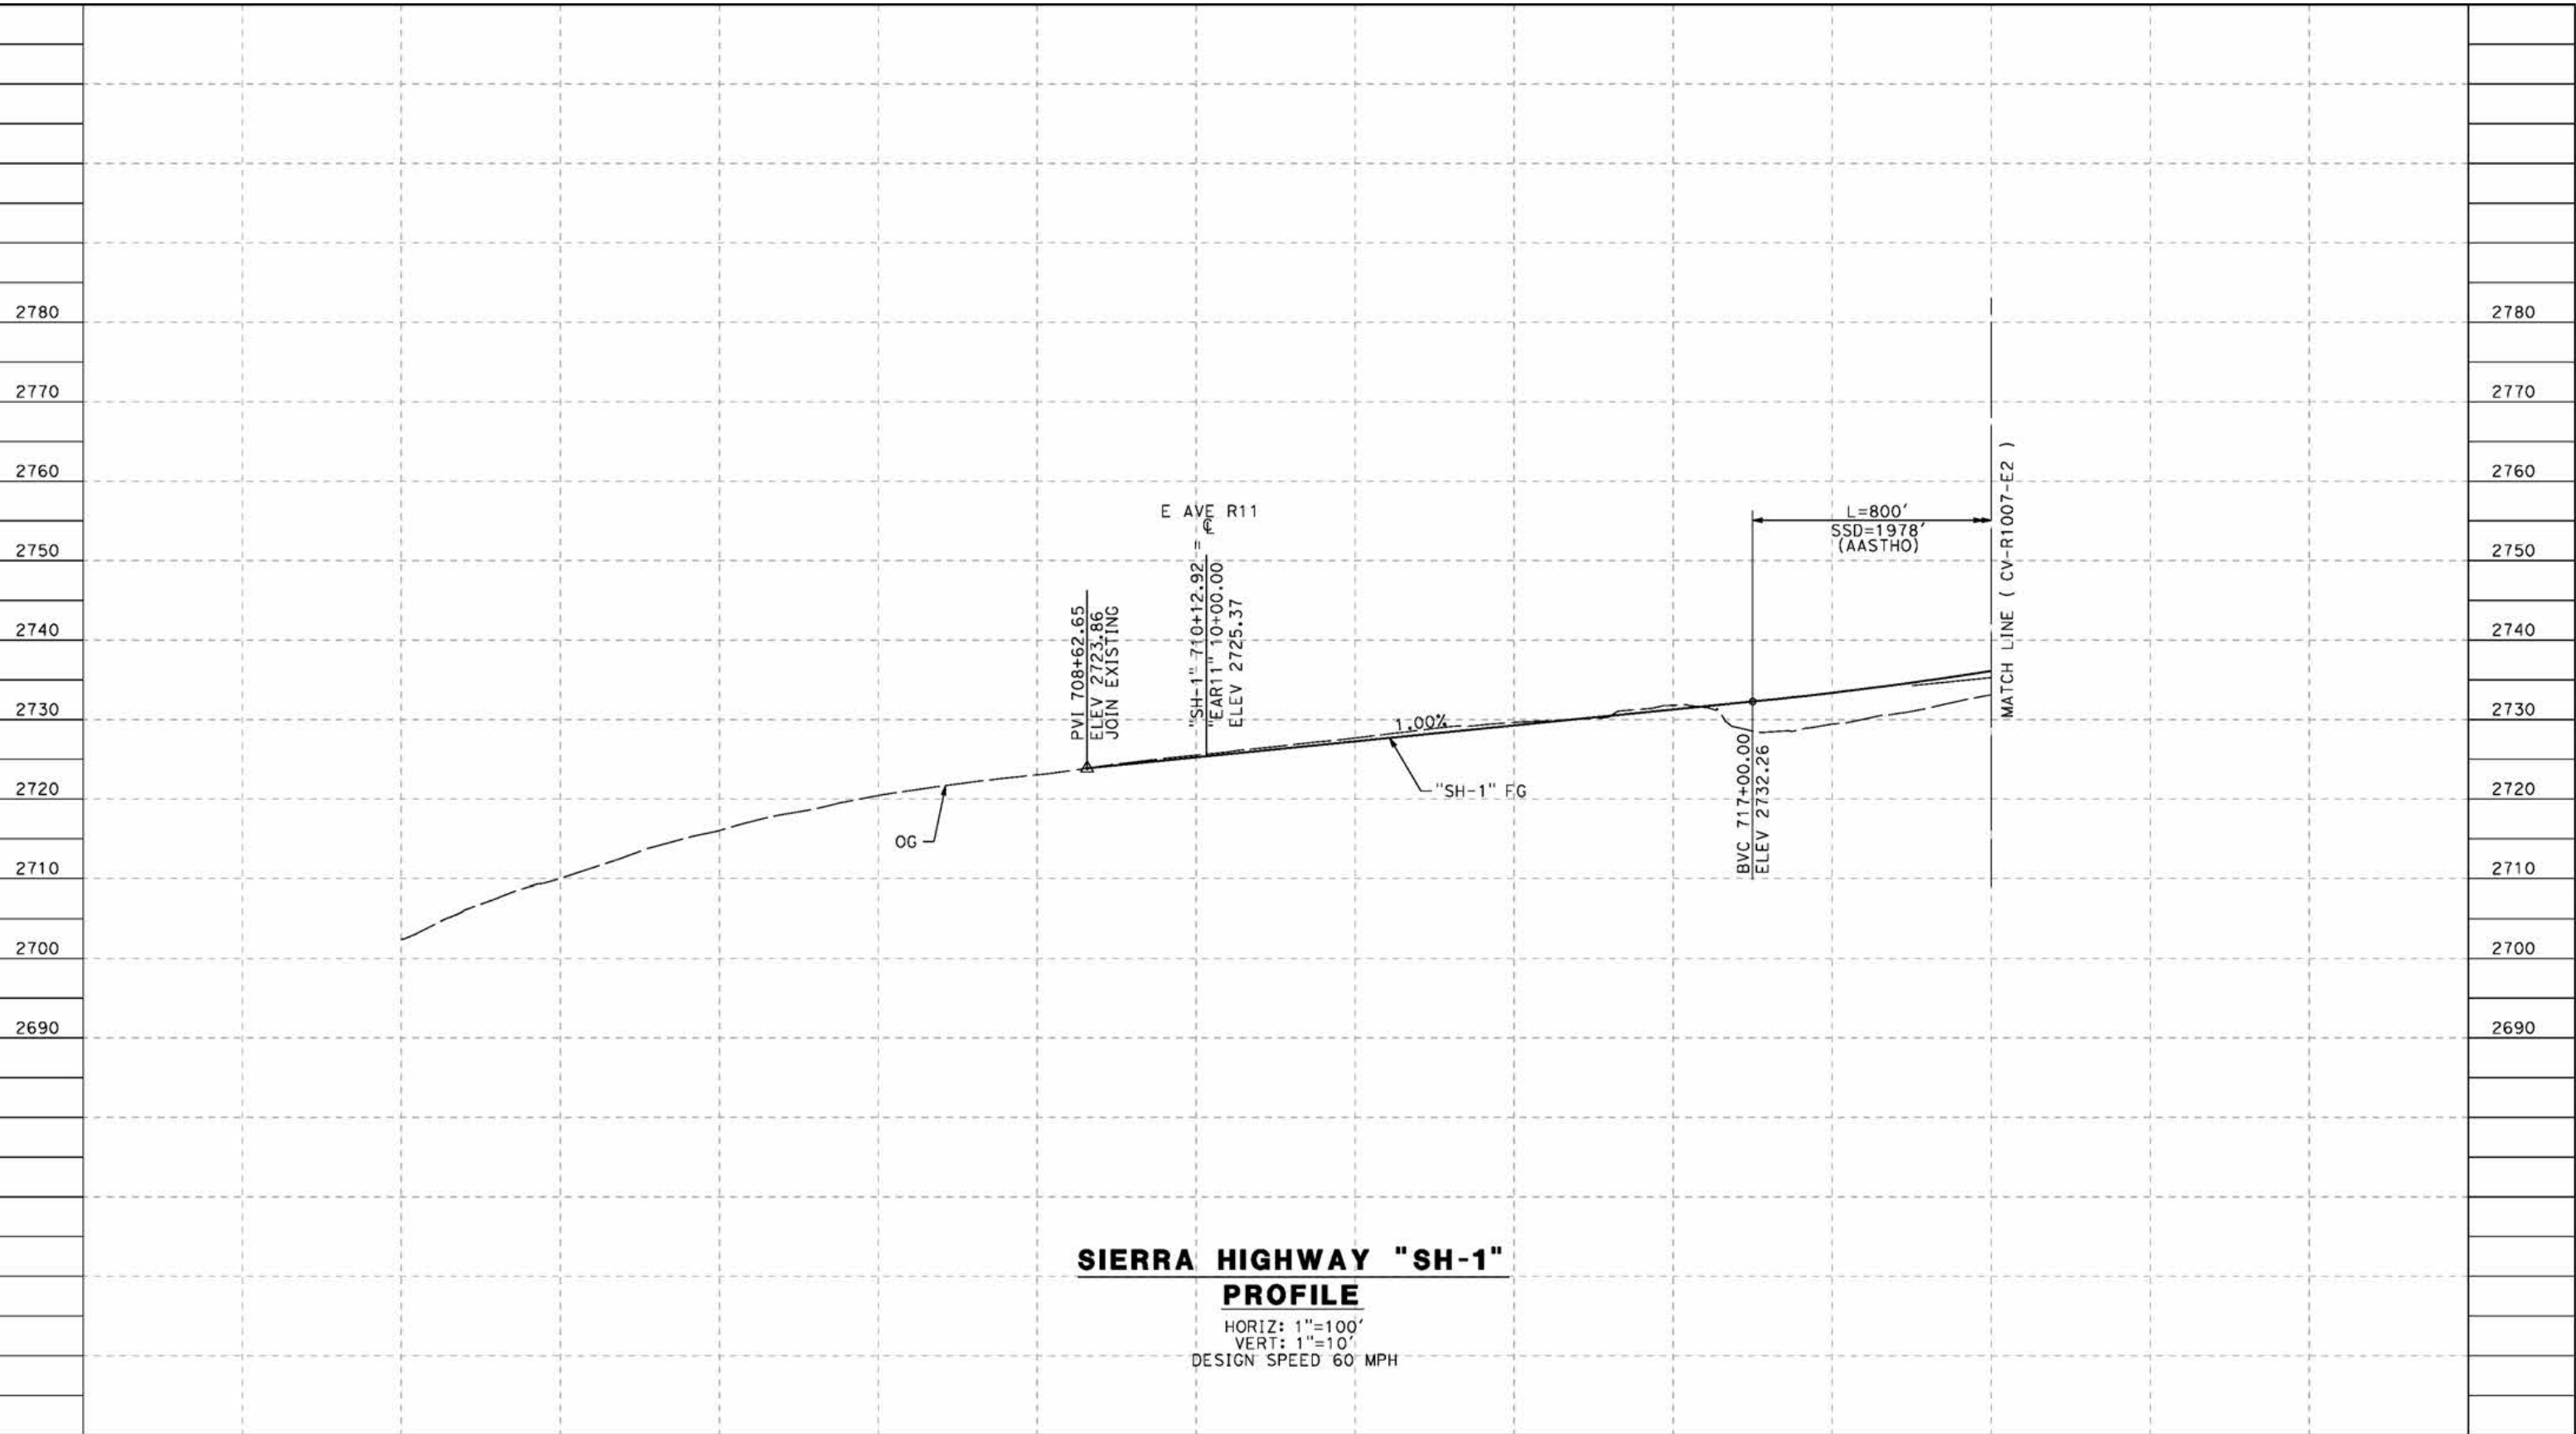 2780
2770
2760
2750
2740
2730
2720
2710
2700
2690
E AVE R11
℄
PVI 708+62.65
ELEV 2723.86
JOIN EXISTING
"SH-1" 710+12.92 =
"EAR11" 10+00.00
ELEV 2725.37
OG
1.00%
"SH-1" FG
BVC 717+00.00
ELEV 2732.26
L=800'
SSD=1978'
(AASTHO)
MATCH LINE ( CV-R1007-E2 )
2780
2770
2760
2750
2740
2730
2720
2710
2700
2690
SIERRA HIGHWAY "SH-1"
PROFILE
HORIZ: 1"=100'
VERT: 1"=10'
DESIGN SPEED 60 MPH